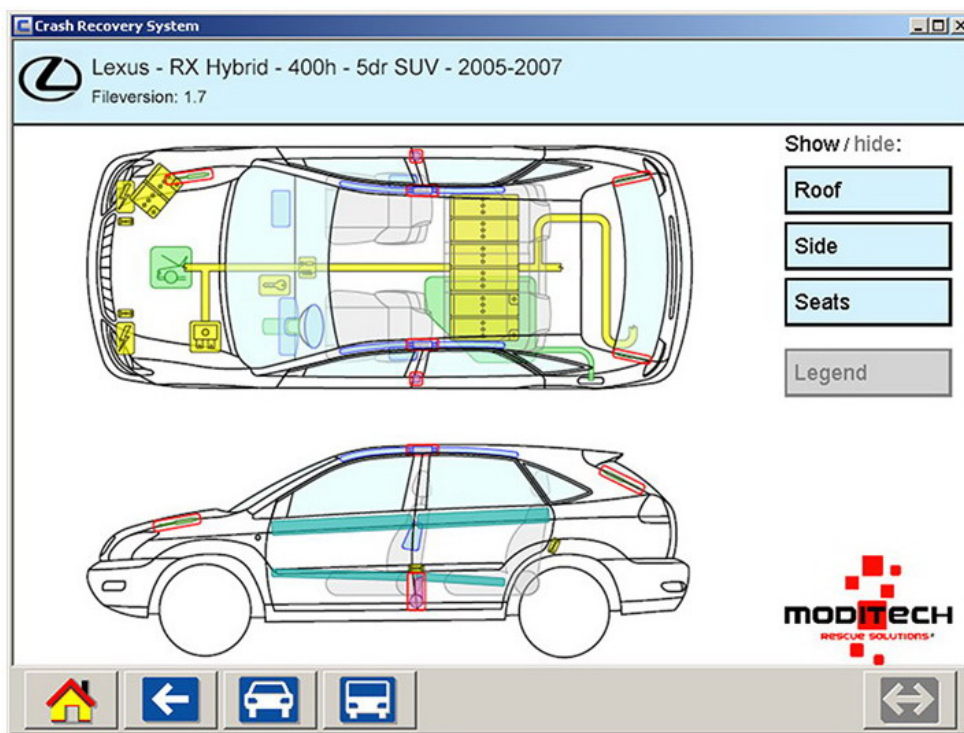 Crash Recovery System
Lexus - RX Hybrid - 400h - 5dr SUV - 2005-2007
Fileversion: 1.7
Show / hide:
Roof
Side
Seats
Legend
MODITECH
RESCUE SOLUTIONS